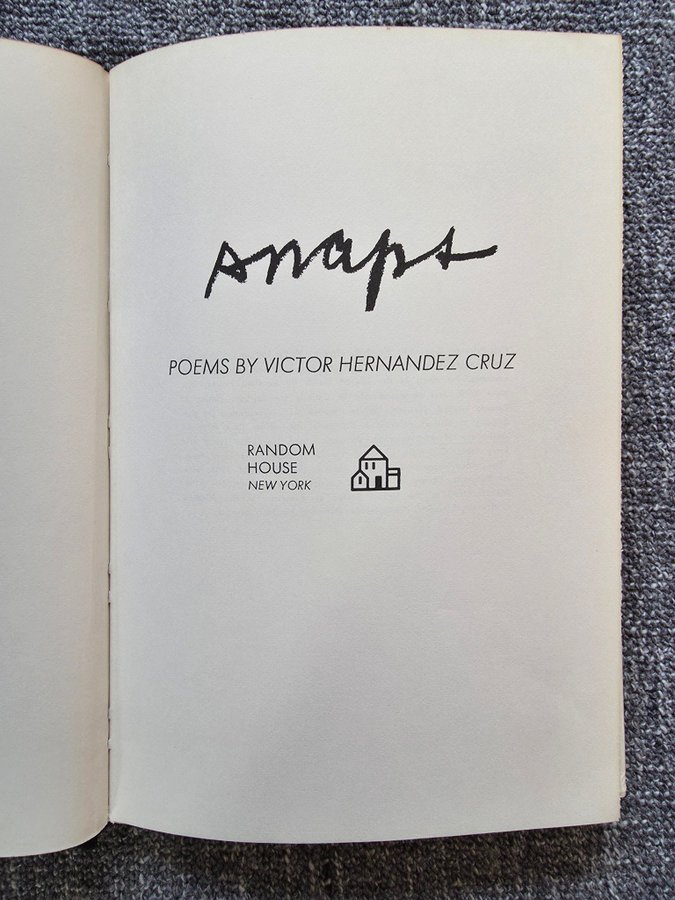 snaps
POEMS BY VICTOR HERNANDEZ CRUZ
RANDOM
HOUSE
NEW YORK